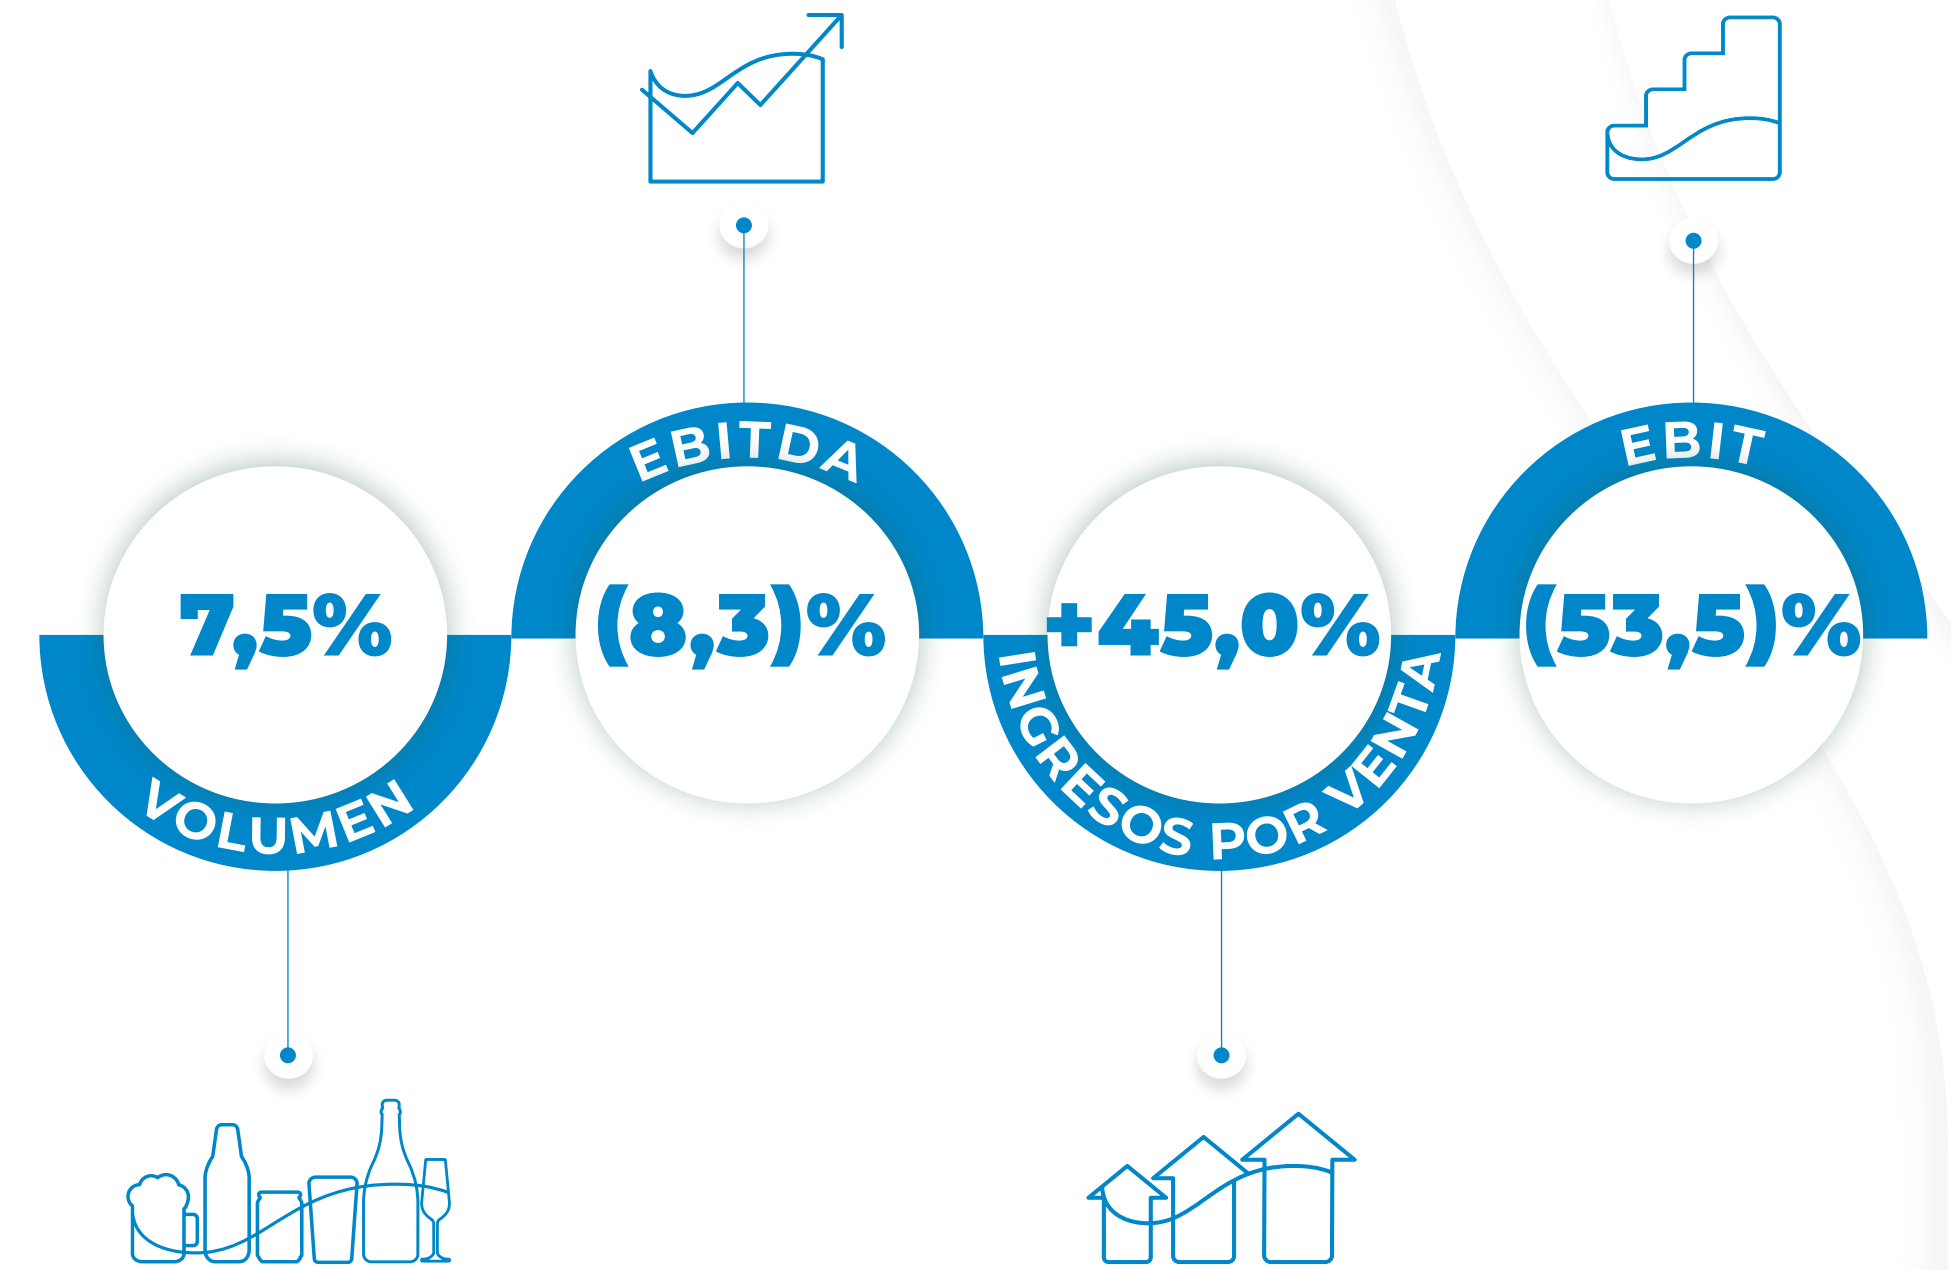 7,5%
VOLUMEN
EBITDA
(8,3)%
+45,0%
INGRESOS POR VENTA
EBIT
(53,5)%